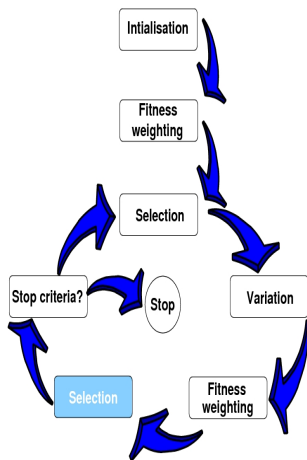 Intialisation
Fitness
weighting
Selection
Stop criteria?
Stop
Variation
Selection
Fitness
weighting